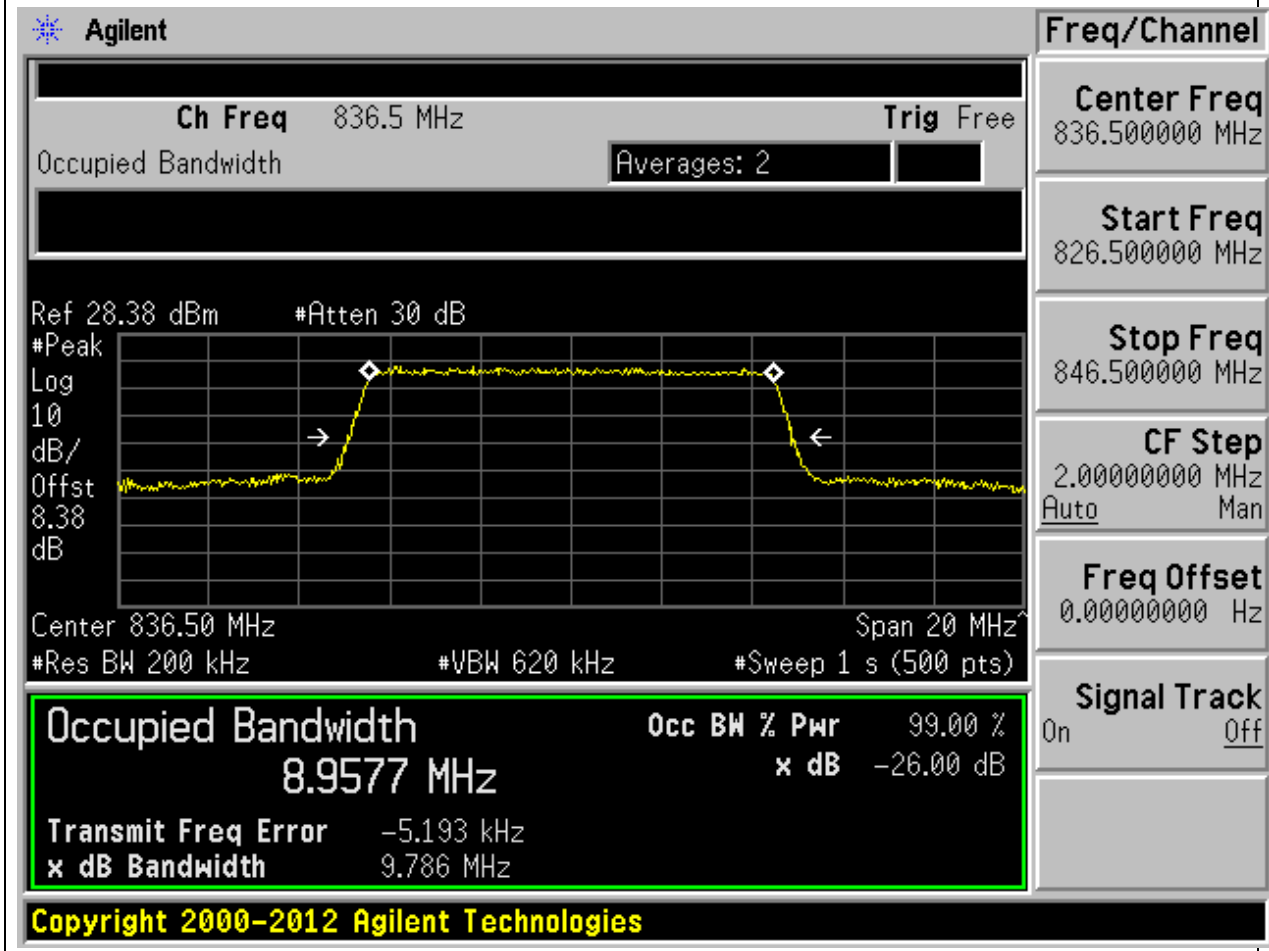 Agilent
Freq/Channel
Ch Freq 836.5 MHz Trig Free
Occupied Bandwidth Averages: 2
Center Freq
836.500000 MHz
Start Freq
826.500000 MHz
Stop Freq
846.500000 MHz
CF Step
2.00000000 MHz
Auto Man
Freq Offset
0.00000000 Hz
Signal Track
On Off
Ref 28.38 dBm #Atten 30 dB
#Peak
Log
10
dB/
Offst
8.38
dB
Center 836.50 MHz Span 20 MHz^
#Res BW 200 kHz #VBW 620 kHz #Sweep 1 s (500 pts)
Occupied Bandwidth Occ BW % Pwr 99.00 %
8.9577 MHz x dB -26.00 dB
Transmit Freq Error -5.193 kHz
x dB Bandwidth 9.786 MHz
Copyright 2000-2012 Agilent Technologies